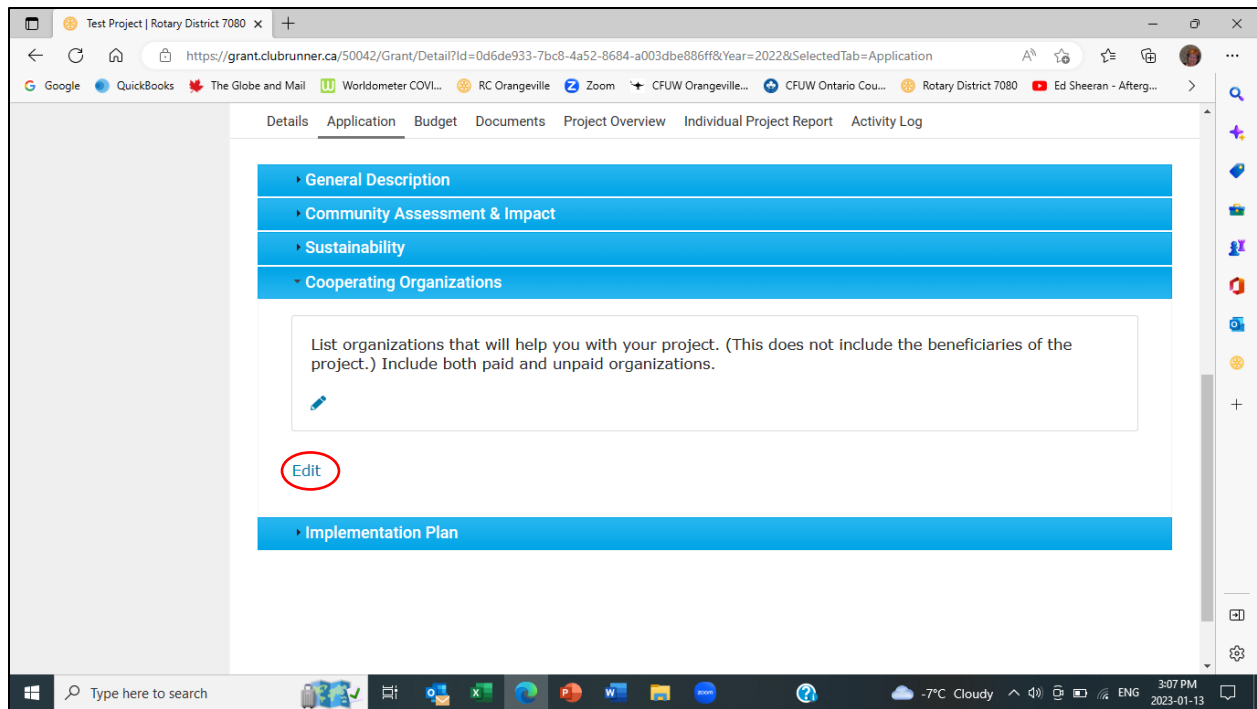 Test Project | Rotary District 7080
https://grant.clubrunner.ca/50042/Grant/Detail?Id=0d6de933-7bc8-4a52-8684-a003dbe886ff&Year=2022&SelectedTab=Application
Google QuickBooks The Globe and Mail Worldometer COVI... RC Orangeville Zoom CFUW Orangeville... CFUW Ontario Cou... Rotary District 7080 Ed Sheeran - Afterg...
Details Application Budget Documents Project Overview Individual Project Report Activity Log
General Description
Community Assessment & Impact
Sustainability
Cooperating Organizations
List organizations that will help you with your project. (This does not include the beneficiaries of the
project.) Include both paid and unpaid organizations.
Edit
Implementation Plan
Type here to search
-7°C Cloudy
ENG
3:07 PM
2023-01-13